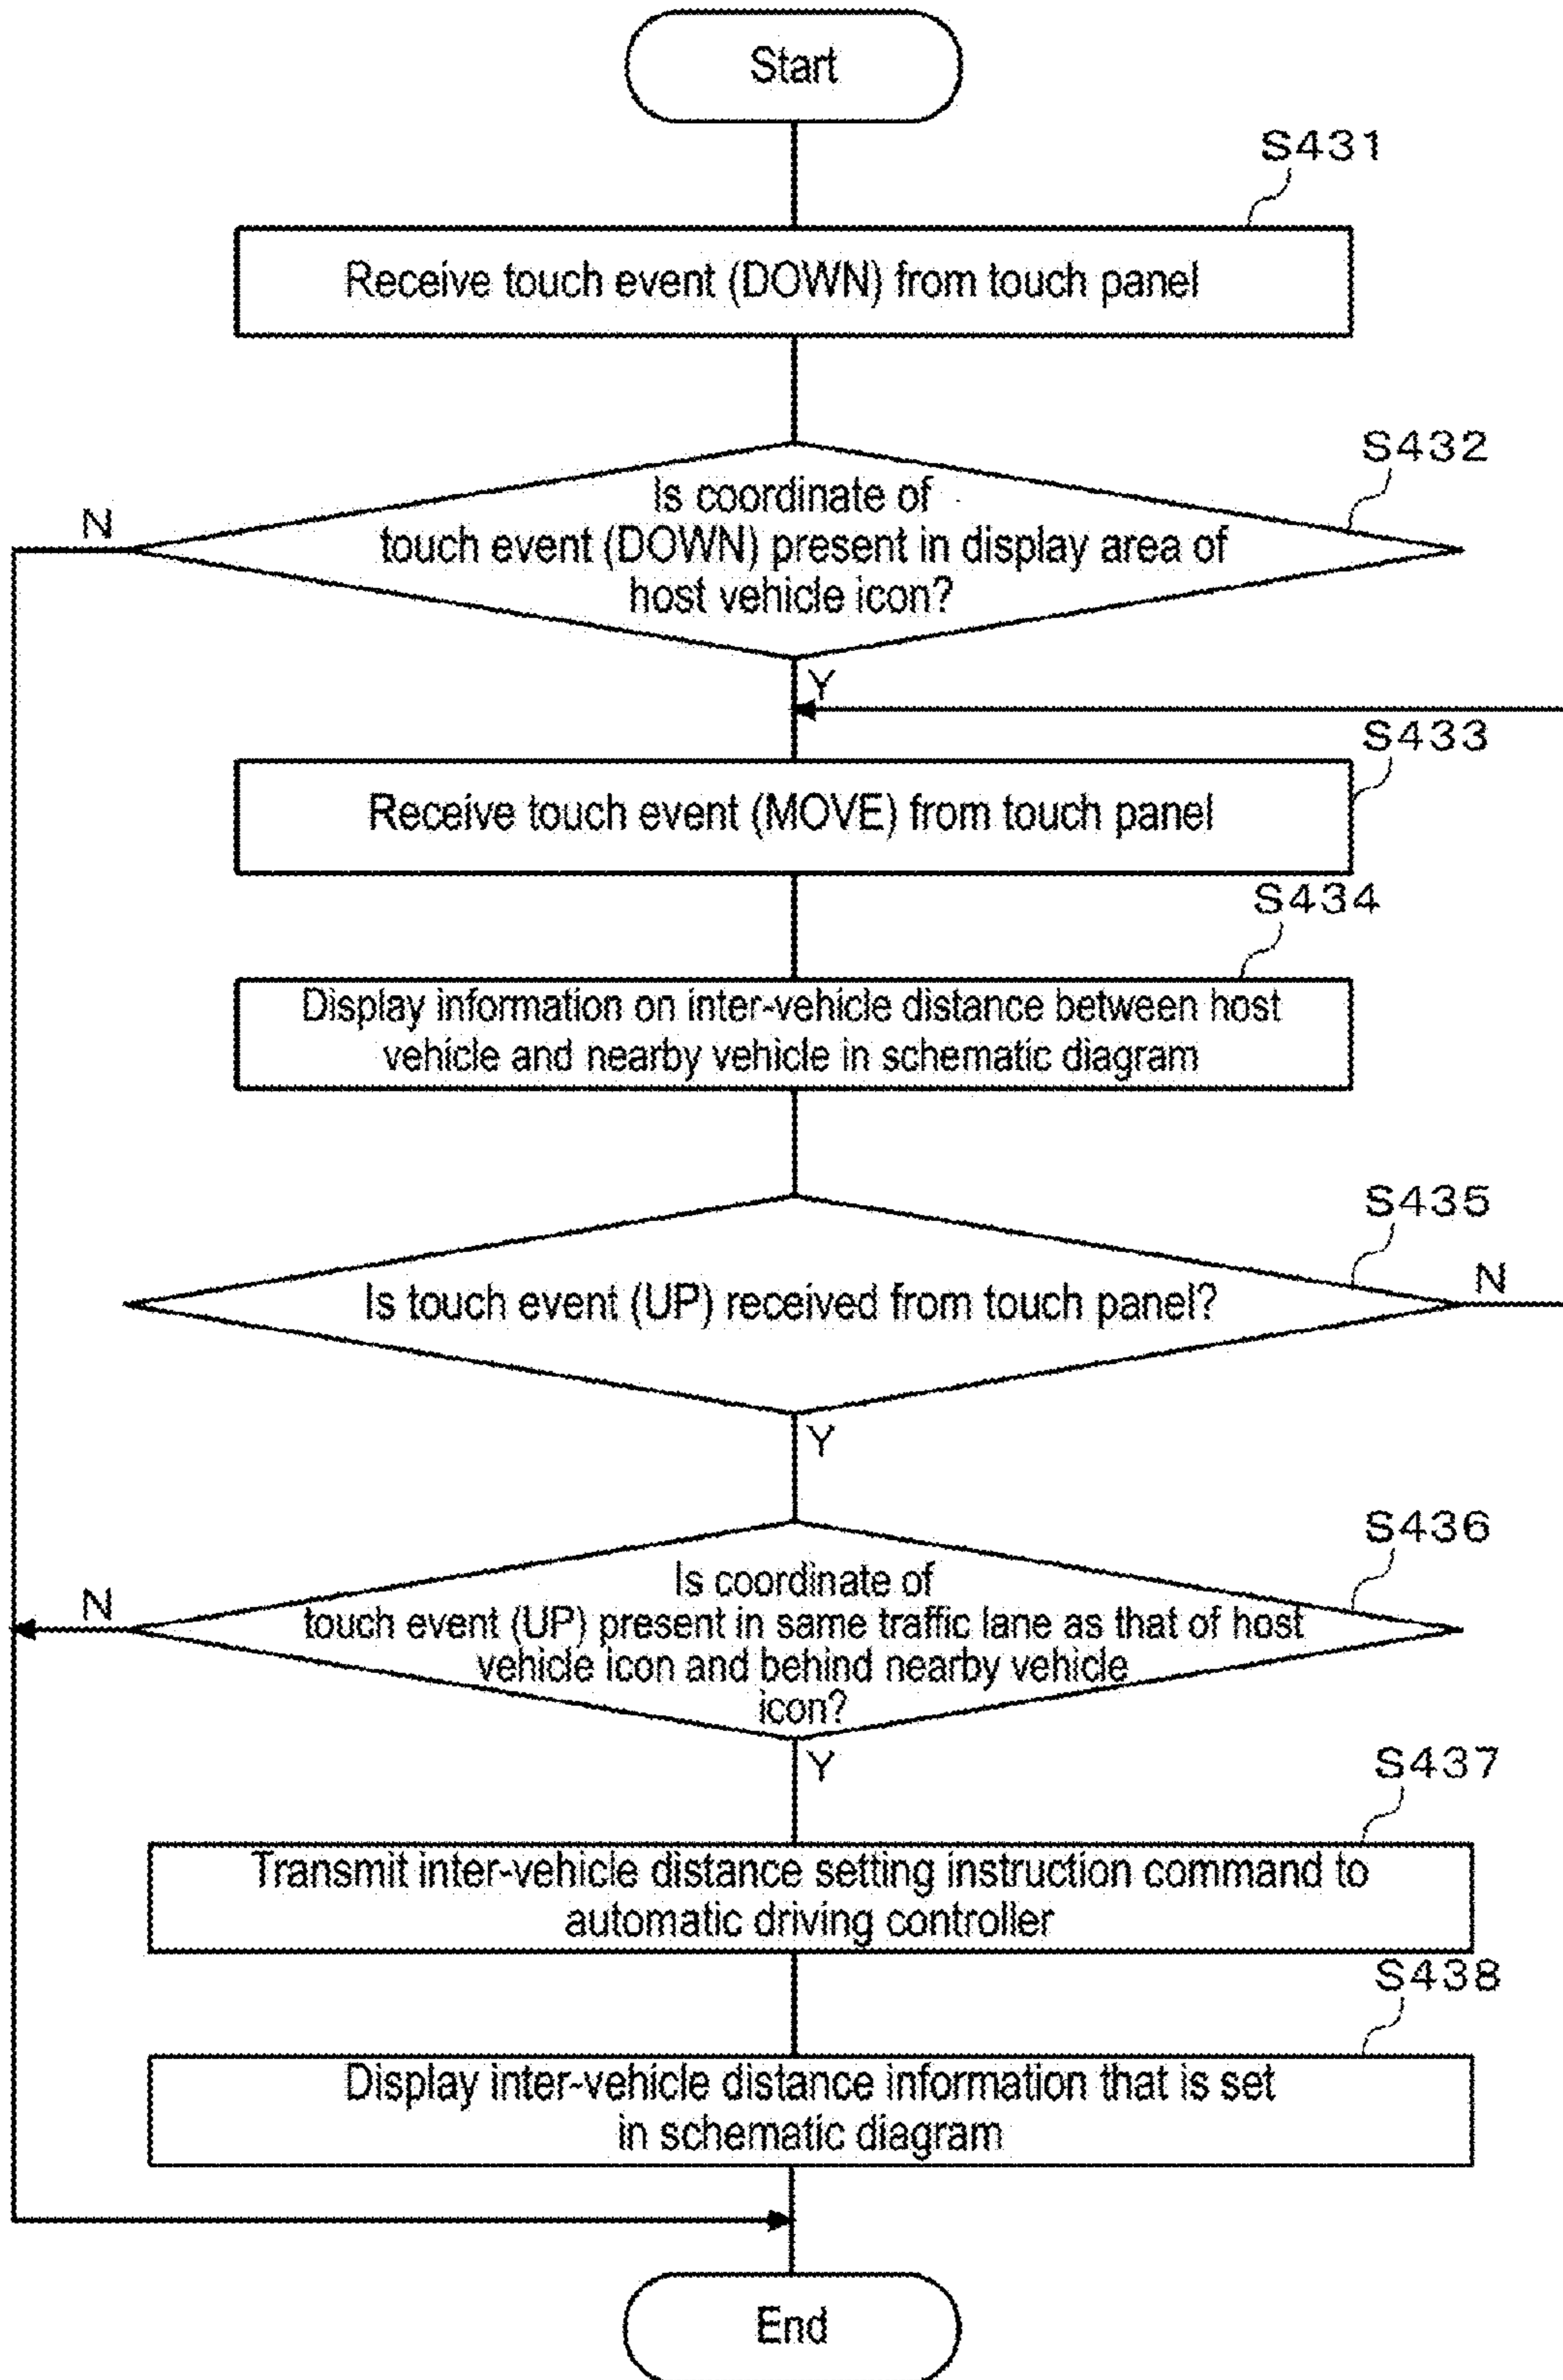 Start
S431
Receive touch event (DOWN) from touch panel
S432
Is coordinate of
touch event (DOWN) present in display area of
host vehicle icon?
N
Y
S433
Receive touch event (MOVE) from touch panel
S434
Display information on inter-vehicle distance between host
vehicle and nearby vehicle in schematic diagram
S435
Is touch event (UP) received from touch panel?
N
Y
S436
Is coordinate of
touch event (UP) present in same traffic lane as that of host
vehicle icon and behind nearby vehicle
icon?
N
Y
S437
Transmit inter-vehicle distance setting instruction command to
automatic driving controller
S438
Display inter-vehicle distance information that is set
in schematic diagram
End